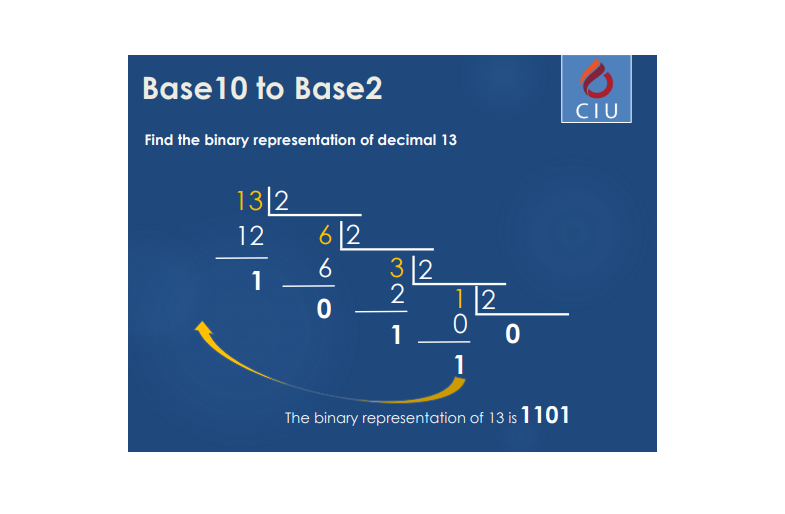 Base10 to Base2
CIU
Find the binary representation of decimal 13
13 2
12 6 2
1 6 3 2
0 2 1 2
1 0 0
1
The binary representation of 13 is 1101